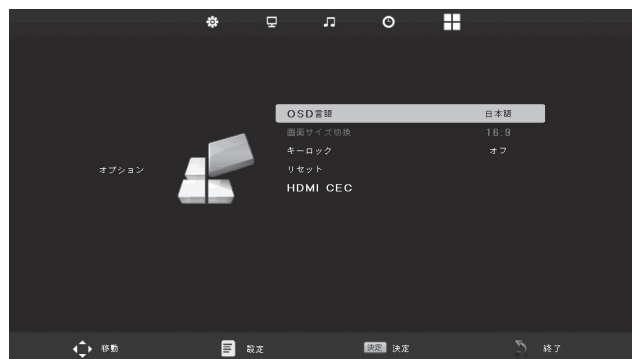 OSD言語 日本語
画面サイズ切換 16:9
キーロック オフ
オプション
リセット
HDMI CEC
移動 設定 決定 決定 終了